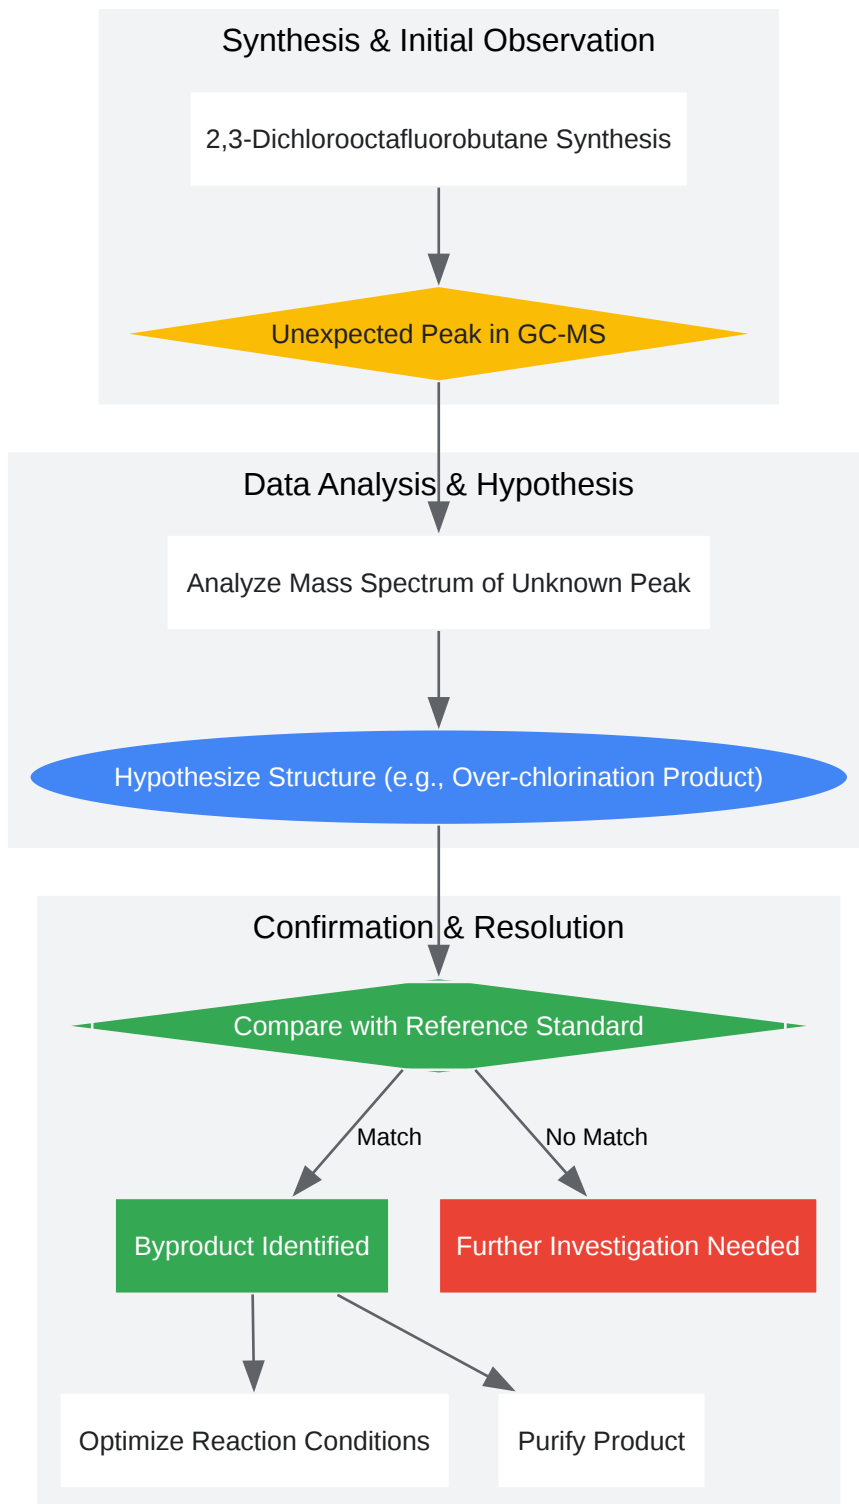 Synthesis & Initial Observation
2,3-Dichlorooctafluorobutane Synthesis
Unexpected Peak in GC-MS
Data Analysis & Hypothesis
Analyze Mass Spectrum of Unknown Peak
Hypothesize Structure (e.g., Over-chlorination Product)
Confirmation & Resolution
Compare with Reference Standard
Match
No Match
Byproduct Identified
Further Investigation Needed
Optimize Reaction Conditions
Purify Product